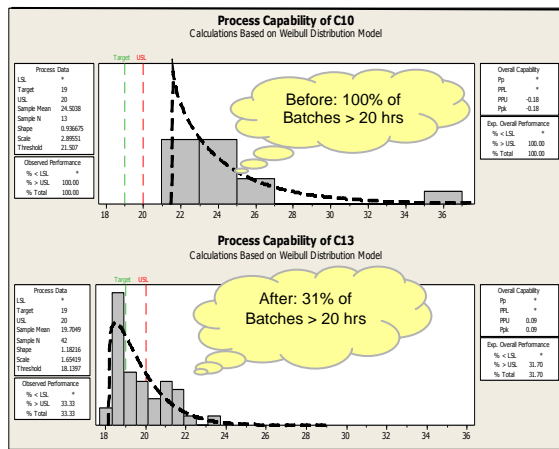 Process Capability of C10
Calculations Based on Weibull Distribution Model
Process Data
LSL *
Target 19
USL 20
Sample Mean 24.5038
Sample N 13
Shape 0.936675
Scale 2.89551
Threshold 21.507
Observed Performance
% < LSL *
% > USL 100.00
% Total 100.00
Target
USL
Before: 100% of
Batches > 20 hrs
Overall Capability
Pp *
PPL *
PPU -0.18
Ppk -0.18
Exp. Overall Performance
% < LSL *
% > USL 100.00
% Total 100.00
18 20 22 24 26 28 30 32 34 36
Process Capability of C13
Calculations Based on Weibull Distribution Model
Process Data
LSL *
Target 19
USL 20
Sample Mean 19.7049
Sample N 42
Shape 1.18216
Scale 1.65419
Threshold 18.1397
Observed Performance
% < LSL *
% > USL 33.33
% Total 33.33
Target
USL
After: 31% of
Batches > 20 hrs
Overall Capability
Pp *
PPL *
PPU 0.09
Ppk 0.09
Exp. Overall Performance
% < LSL *
% > USL 31.70
% Total 31.70
18 20 22 24 26 29 30 32 34 36